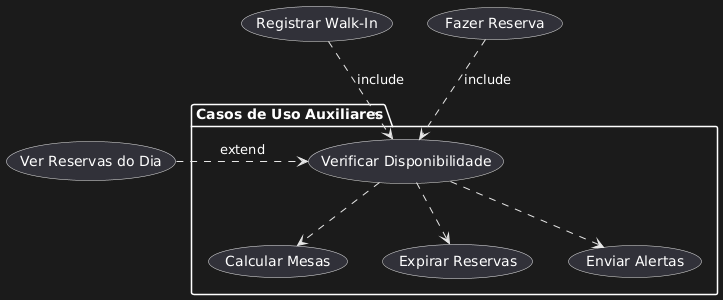 Registrar Walk-In
Fazer Reserva
include
include
Casos de Uso Auxiliares
Ver Reservas do Dia
extend
Verificar Disponibilidade
Calcular Mesas
Expirar Reservas
Enviar Alertas